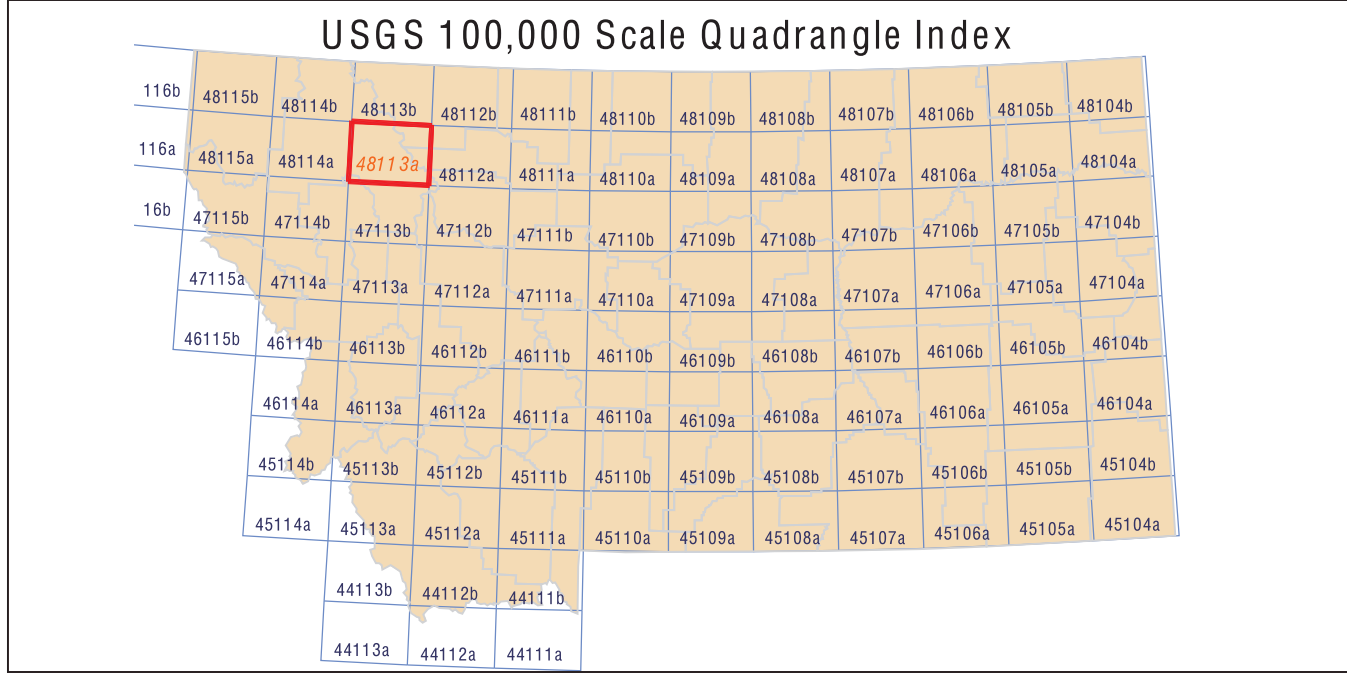 USGS 100,000 Scale Quadrangle Index
116b 48115b 48114b 48113b 48112b 48111b 48110b 48109b 48108b 48107b 48106b 48105b 48104b
116a 48115a 48114a 48113a 48112a 48111a 48110a 48109a 48108a 48107a 48106a 48105a 48104a
16b 47115b 47114b 47113b 47112b 47111b 47110b 47109b 47108b 47107b 47106b 47105b 47104b
47115a 47114a 47113a 47112a 47111a 47110a 47109a 47108a 47107a 47106a 47105a 47104a
46115b 46114b 46113b 46112b 46111b 46110b 46109b 46108b 46107b 46106b 46105b 46104b
46114a 46113a 46112a 46111a 46110a 46109a 46108a 46107a 46106a 46105a 46104a
45114b 45113b 45112b 45111b 45110b 45109b 45108b 45107b 45106b 45105b 45104b
45114a 45113a 45112a 45111a 45110a 45109a 45108a 45107a 45106a 45105a 45104a
44113b 44112b 44111b
44113a 44112a 44111a